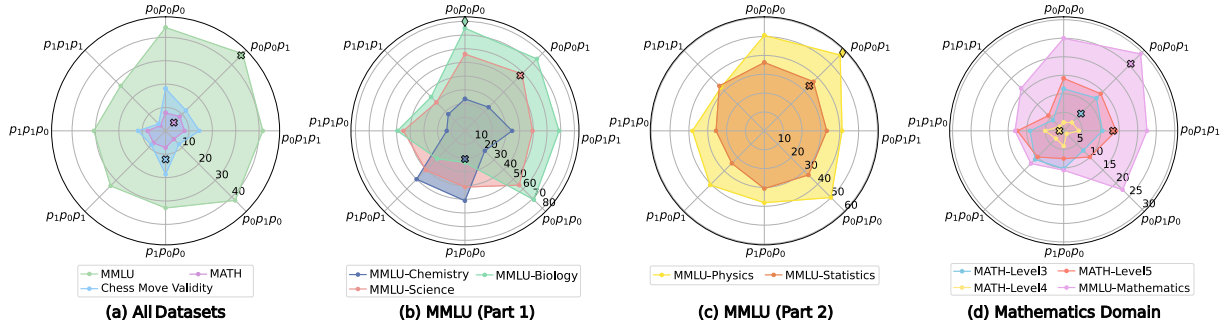 p₀p₀p₀
p₀p₀p₁
p₀p₁p₁
p₀p₁p₀
p₁p₀p₀
p₁p₀p₁
p₁p₁p₀
p₁p₁p₁
10
20
30
40
MMLU
MATH
Chess Move Validity
(a) All Datasets
p₀p₀p₀
p₀p₀p₁
p₀p₁p₁
p₀p₁p₀
p₁p₀p₀
p₁p₀p₁
p₁p₁p₀
p₁p₁p₁
10
20
30
40
50
60
70
80
MMLU-Chemistry
MMLU-Biology
MMLU-Science
(b) MMLU (Part 1)
p₀p₀p₀
p₀p₀p₁
p₀p₁p₁
p₀p₁p₀
p₁p₀p₀
p₁p₀p₁
p₁p₁p₀
p₁p₁p₁
10
20
30
40
50
60
MMLU-Physics
MMLU-Statistics
(c) MMLU (Part 2)
p₀p₀p₀
p₀p₀p₁
p₀p₁p₁
p₀p₁p₀
p₁p₀p₀
p₁p₀p₁
p₁p₁p₀
p₁p₁p₁
5
10
15
20
25
30
MATH-Level3
MATH-Level5
MATH-Level4
MMLU-Mathematics
(d) Mathematics Domain